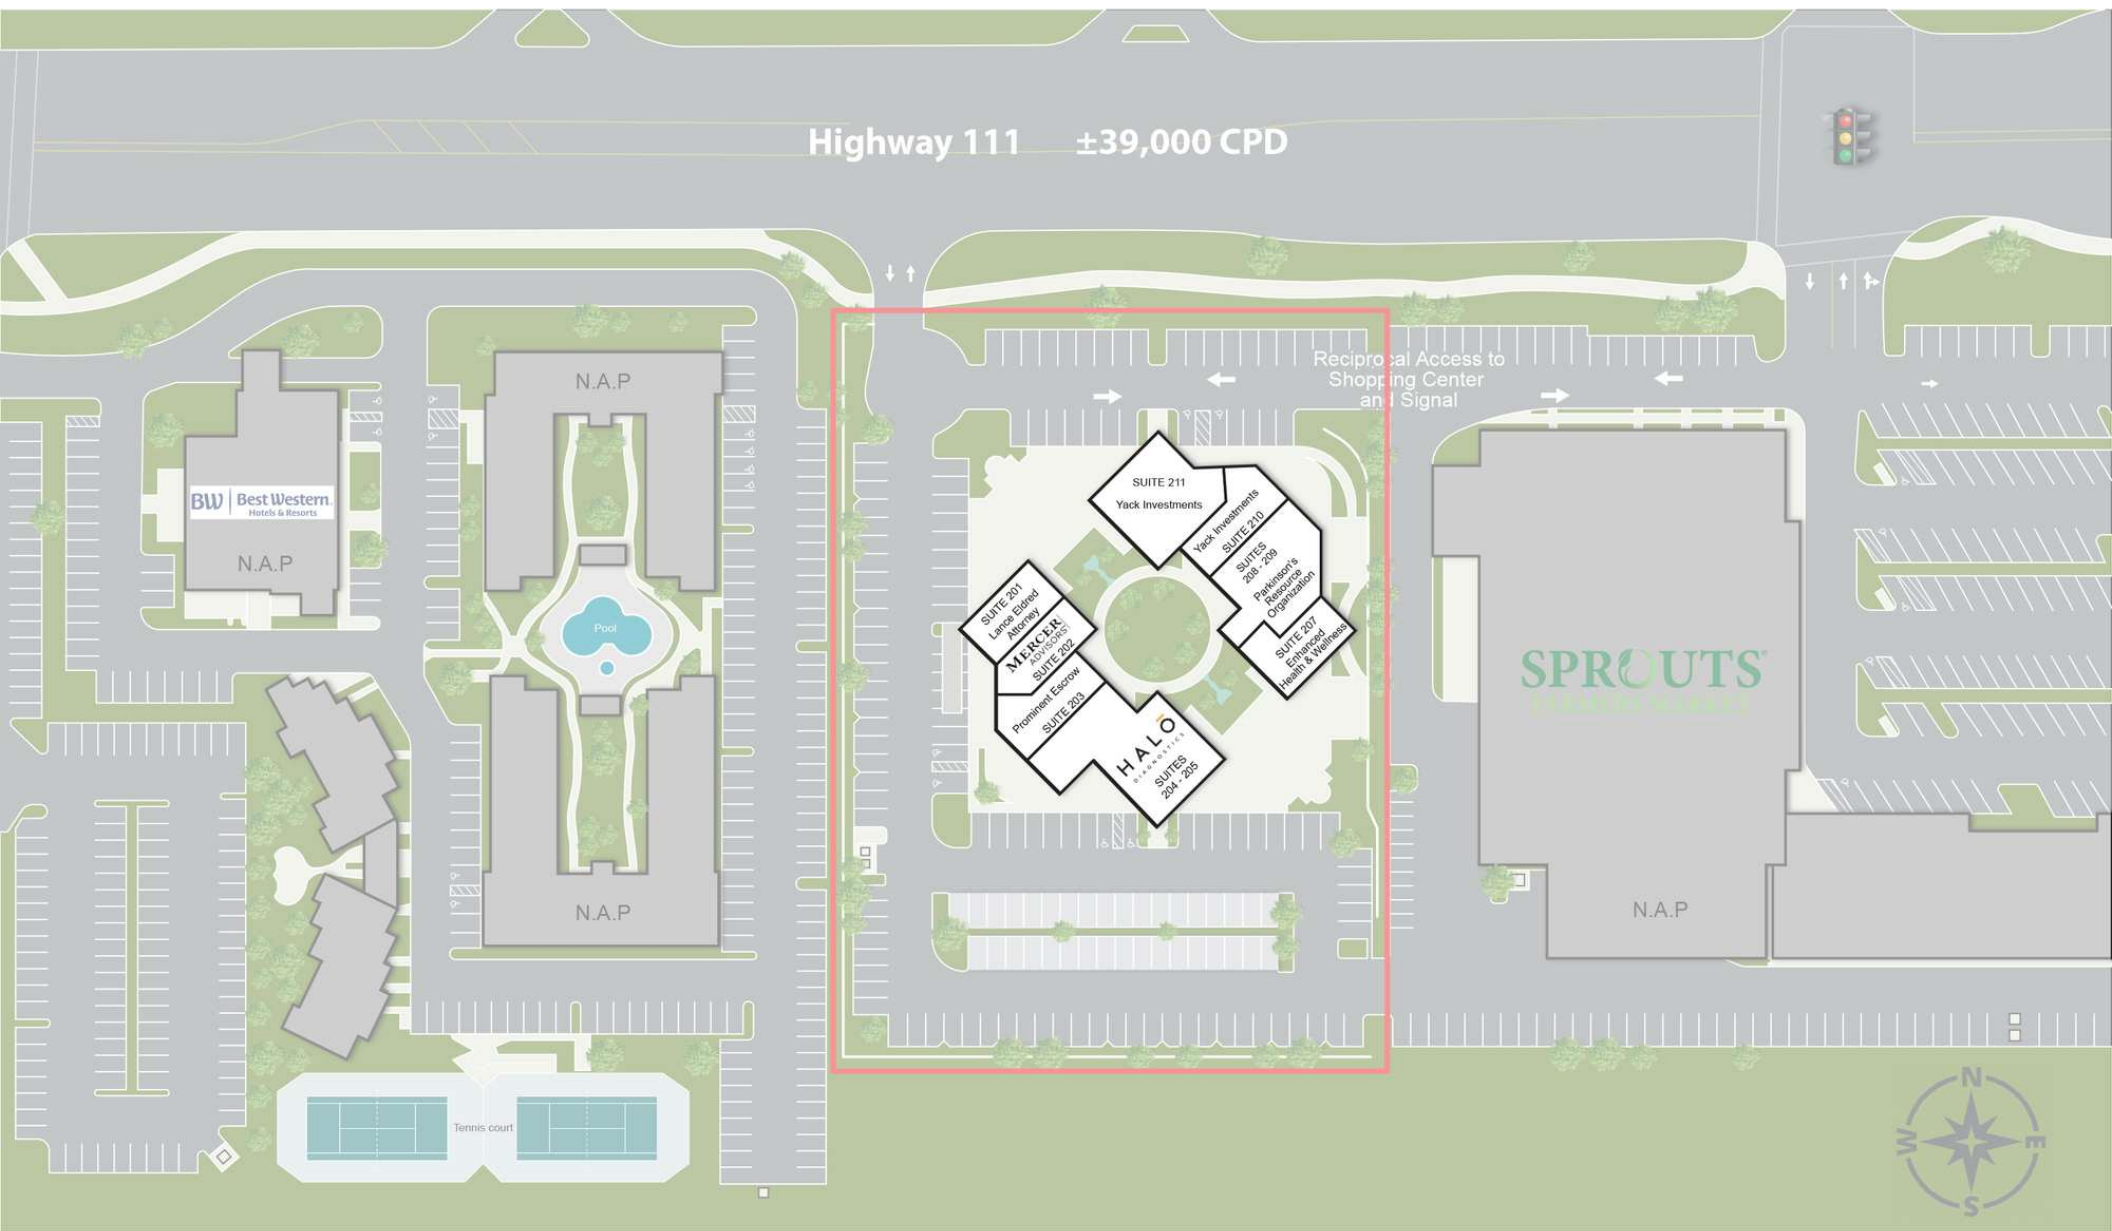 Highway 111 ±39,000 CPD
Reciprocal Access to
Shopping Center
and Signal
N.A.P
BW Best Western.
Hotels & Resorts
N.A.P
Pool
N.A.P
Tennis court
SUITE 211
Yack Investments
Yack Investments
SUITE 210
SUITES
208 - 209
Parkinson's
Resource
Organization
SUITE 207
Enhanced
Health & Wellness
SUITE 201
Lance Eldred
Attorney
MERCER
ADVISORS
SUITE 202
Prominent Escrow
SUITE 203
HALO
DIAGNOSTICS
SUITES
204 - 205
SPROUTS
FARMERS MARKET
N.A.P
N
W E
S